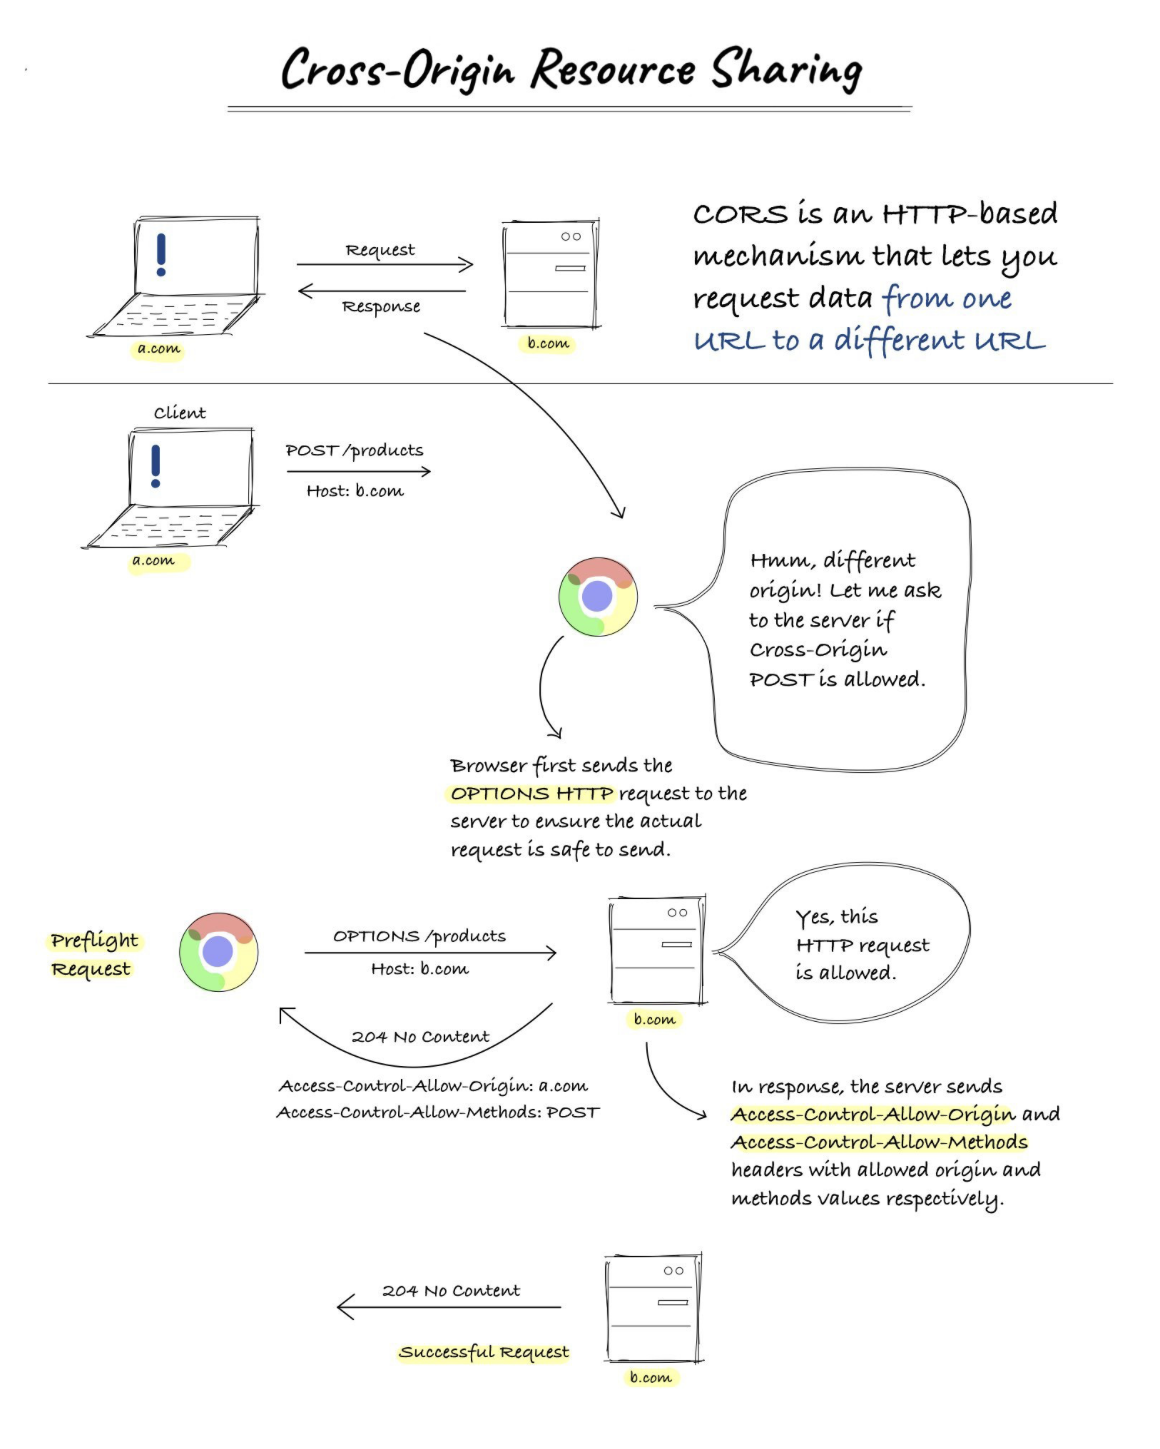 Cross-Origin Resource Sharing
Request
Response
a.com
b.com
CORS is an HTTP-based
mechanism that lets you
request data from one
URL to a different URL
Client
POST /products
Host: b.com
a.com
Hmm, different
origin! Let me ask
to the server if
Cross-Origin
POST is allowed.
Browser first sends the
OPTIONS HTTP request to the
server to ensure the actual
request is safe to send.
Preflight
Request
OPTIONS /products
Host: b.com
204 No Content
Access-Control-Allow-Origin: a.com
Access-Control-Allow-Methods: POST
b.com
Yes, this
HTTP request
is allowed.
In response, the server sends
Access-Control-Allow-Origin and
Access-Control-Allow-Methods
headers with allowed origin and
methods values respectively.
204 No Content
Successful Request
b.com